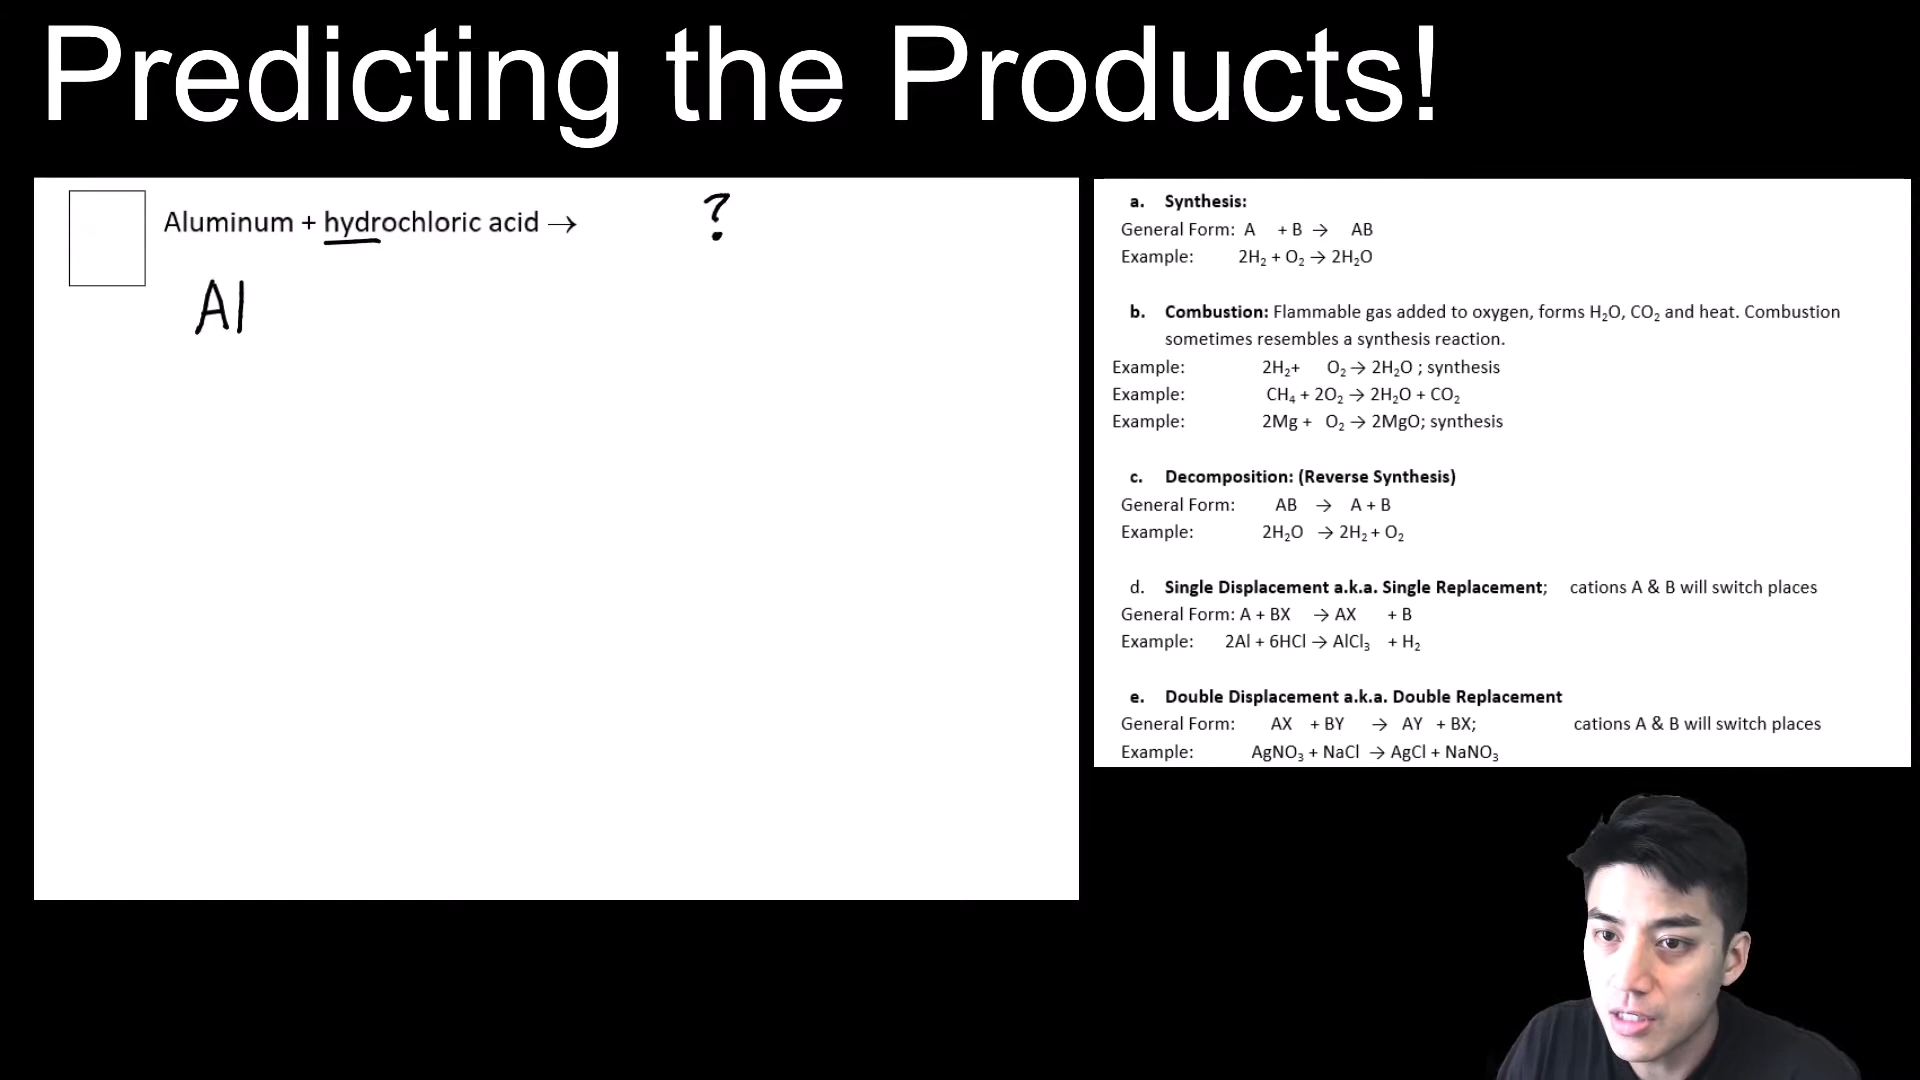 Predicting the Products!
Aluminum + hydrochloric acid → ?
Al
a. Synthesis:
General Form: A + B → AB
Example: 2H₂ + O₂ → 2H₂O
b. Combustion: Flammable gas added to oxygen, forms H₂O, CO₂ and heat. Combustion
sometimes resembles a synthesis reaction.
Example: 2H₂+ O₂ → 2H₂O ; synthesis
Example: CH₄ + 2O₂ → 2H₂O + CO₂
Example: 2Mg + O₂ → 2MgO; synthesis
c. Decomposition: (Reverse Synthesis)
General Form: AB → A + B
Example: 2H₂O → 2H₂ + O₂
d. Single Displacement a.k.a. Single Replacement; cations A & B will switch places
General Form: A + BX → AX + B
Example: 2Al + 6HCl → AlCl₃ + H₂
e. Double Displacement a.k.a. Double Replacement
General Form: AX + BY → AY + BX; cations A & B will switch places
Example: AgNO₃ + NaCl → AgCl + NaNO₃